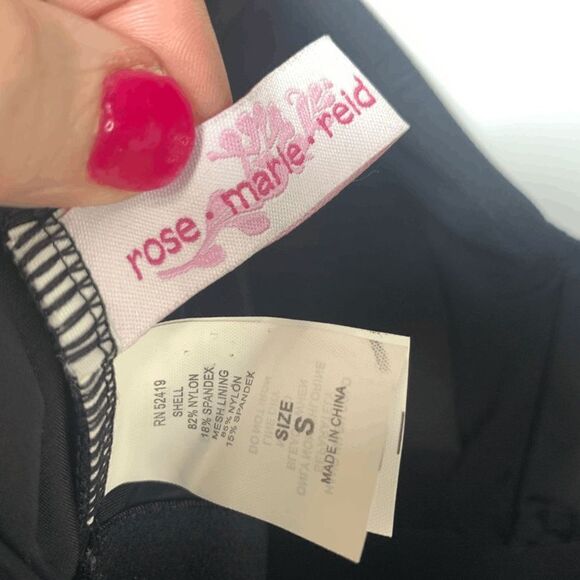 rose • marie • reid
RN 52419
SHELL
82% NYLON
18% SPANDEX
MESH LINING
85% NYLON
15% SPANDEX
SIZE
S
MADE IN CHINA